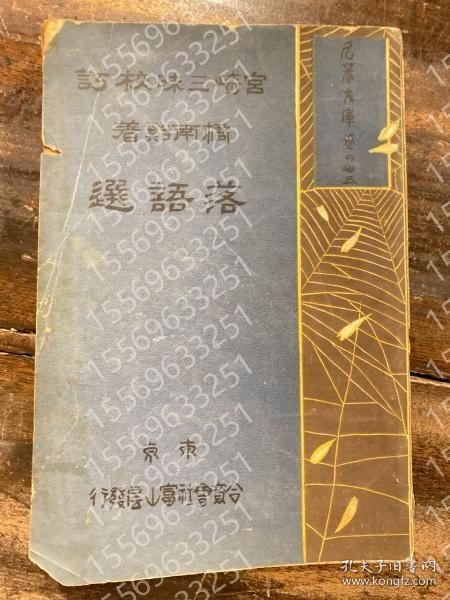 名著文庫 巻の
宮崎三昧校訂
橘南谿著
落語選
東京
合資會社富山房發行
15569633251
孔夫子旧书网
www.kongfz.com